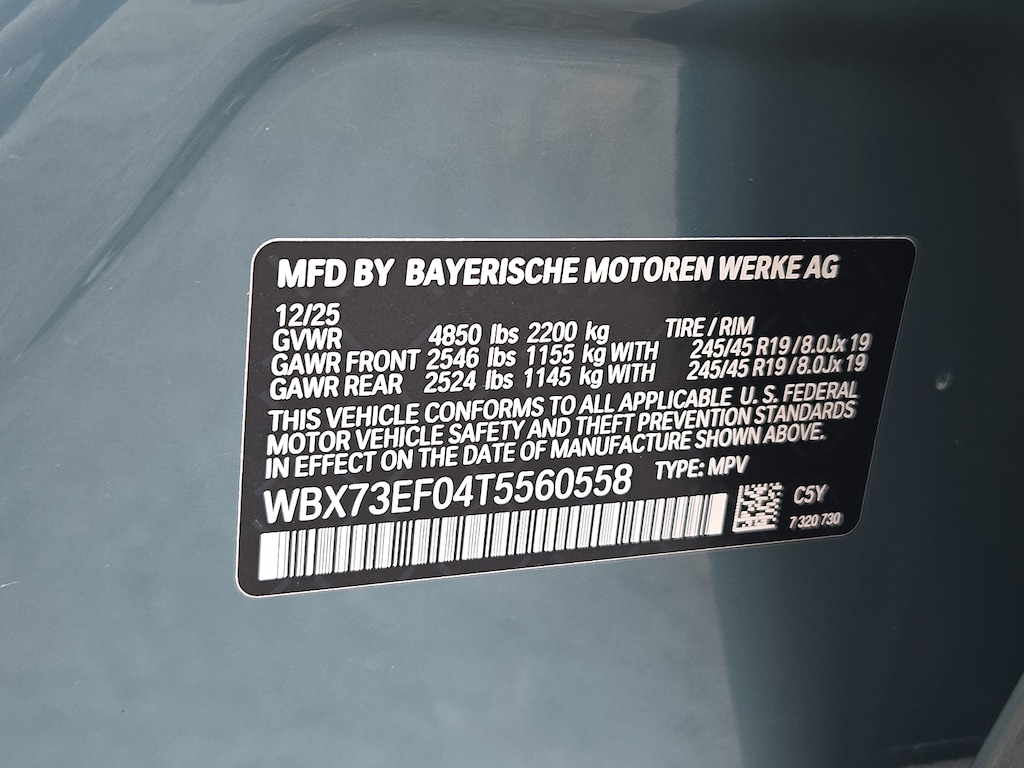 MFD BY BAYERISCHE MOTOREN WERKE AG
12/25
GVWR 4850 lbs 2200 kg TIRE / RIM
GAWR FRONT 2546 lbs 1155 kg WITH 245/45 R19 / 8.0Jx 19
GAWR REAR 2524 lbs 1145 kg WITH 245/45 R19 / 8.0Jx 19
THIS VEHICLE CONFORMS TO ALL APPLICABLE U. S. FEDERAL
MOTOR VEHICLE SAFETY AND THEFT PREVENTION STANDARDS
IN EFFECT ON THE DATE OF MANUFACTURE SHOWN ABOVE.
WBX73EF04T5560558 TYPE: MPV
C5Y
7 320 730